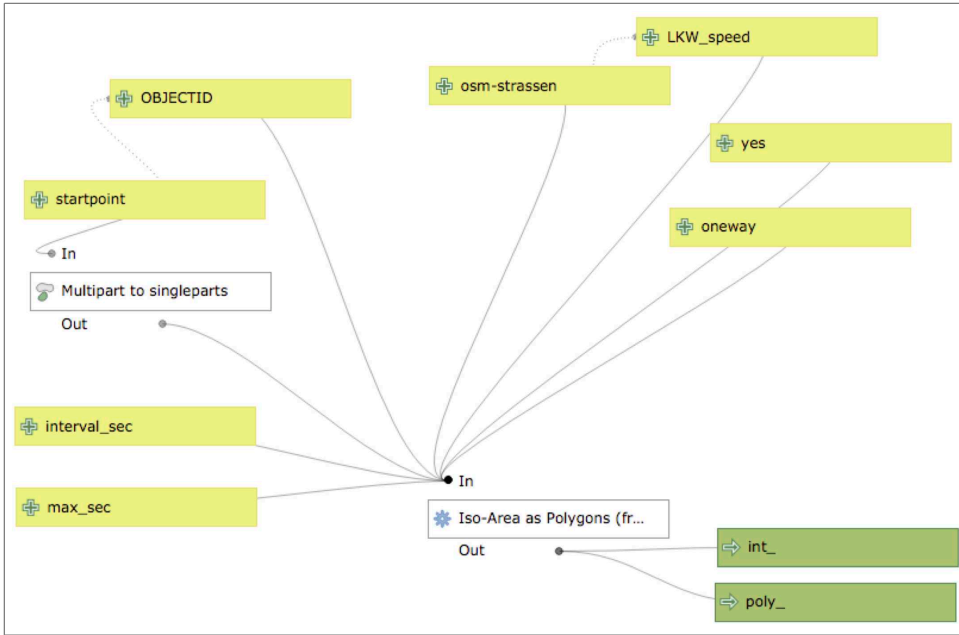 LKW_speed
osm-strassen
OBJECTID
yes
startpoint
oneway
In
Multipart to singleparts
Out
interval_sec
In
max_sec
Iso-Area as Polygons (fr...
Out
int_
poly_